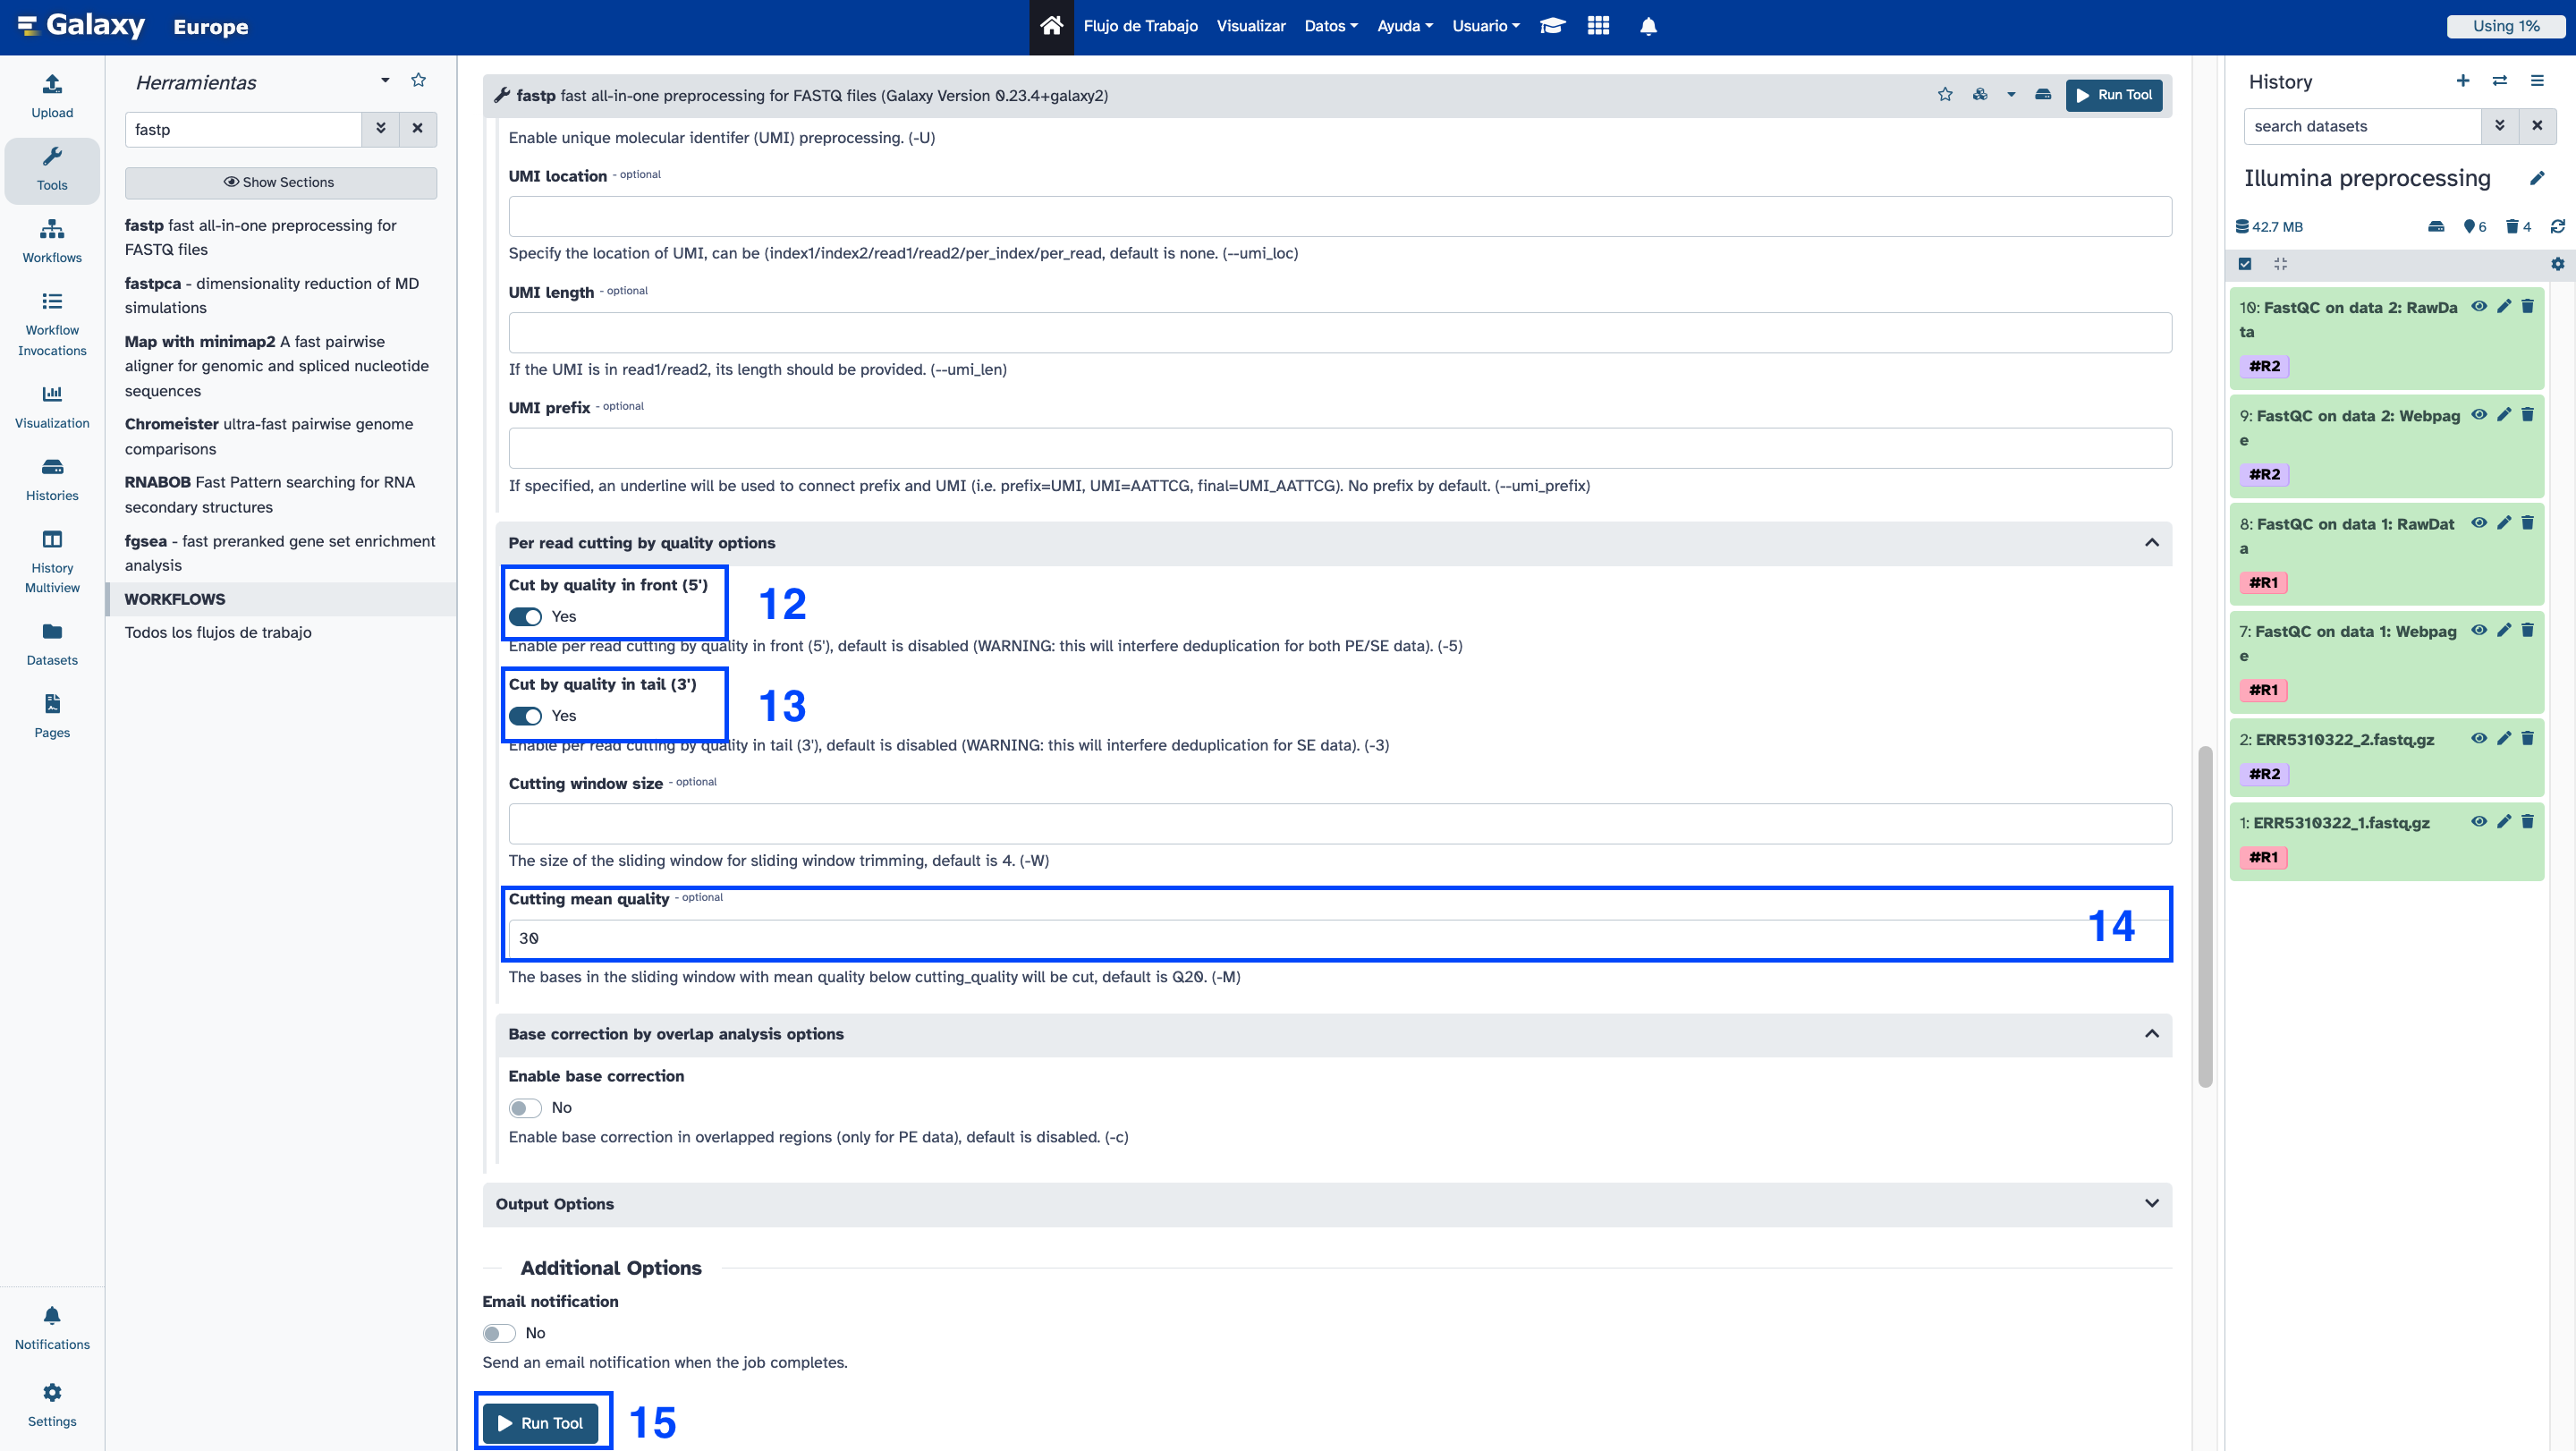 Galaxy Europe
Flujo de Trabajo Visualizar Datos Ayuda Usuario
Using 1%
Upload
Tools
Workflows
Workflow
Invocations
Visualization
Histories
History
Multiview
Datasets
Pages
Notifications
Settings
Herramientas
fastp
Show Sections
fastp fast all-in-one preprocessing for
FASTQ files
fastpca - dimensionality reduction of MD
simulations
Map with minimap2 A fast pairwise
aligner for genomic and spliced nucleotide
sequences
Chromeister ultra-fast pairwise genome
comparisons
RNABOB Fast Pattern searching for RNA
secondary structures
fgsea - fast preranked gene set enrichment
analysis
WORKFLOWS
Todos los flujos de trabajo
fastp fast all-in-one preprocessing for FASTQ files (Galaxy Version 0.23.4+galaxy2)
Run Tool
Enable unique molecular identifer (UMI) preprocessing. (-U)
UMI location - optional
Specify the location of UMI, can be (index1/index2/read1/read2/per_index/per_read, default is none. (--umi_loc)
UMI length - optional
If the UMI is in read1/read2, its length should be provided. (--umi_len)
UMI prefix - optional
If specified, an underline will be used to connect prefix and UMI (i.e. prefix=UMI, UMI=AATTCG, final=UMI_AATTCG). No prefix by default. (--umi_prefix)
Per read cutting by quality options
Cut by quality in front (5')
Yes
12
Enable per read cutting by quality in front (5'), default is disabled (WARNING: this will interfere deduplication for both PE/SE data). (-5)
Cut by quality in tail (3')
Yes
13
Enable per read cutting by quality in tail (3'), default is disabled (WARNING: this will interfere deduplication for SE data). (-3)
Cutting window size - optional
The size of the sliding window for sliding window trimming, default is 4. (-W)
Cutting mean quality - optional
30
14
The bases in the sliding window with mean quality below cutting_quality will be cut, default is Q20. (-M)
Base correction by overlap analysis options
Enable base correction
No
Enable base correction in overlapped regions (only for PE data), default is disabled. (-c)
Output Options
Additional Options
Email notification
No
Send an email notification when the job completes.
Run Tool
15
History
search datasets
Illumina preprocessing
42.7 MB 6 4
10: FastQC on data 2: RawDa
ta
#R2
9: FastQC on data 2: Webpag
e
#R2
8: FastQC on data 1: RawDat
a
#R1
7: FastQC on data 1: Webpag
e
#R1
2: ERR5310322_2.fastq.gz
#R2
1: ERR5310322_1.fastq.gz
#R1